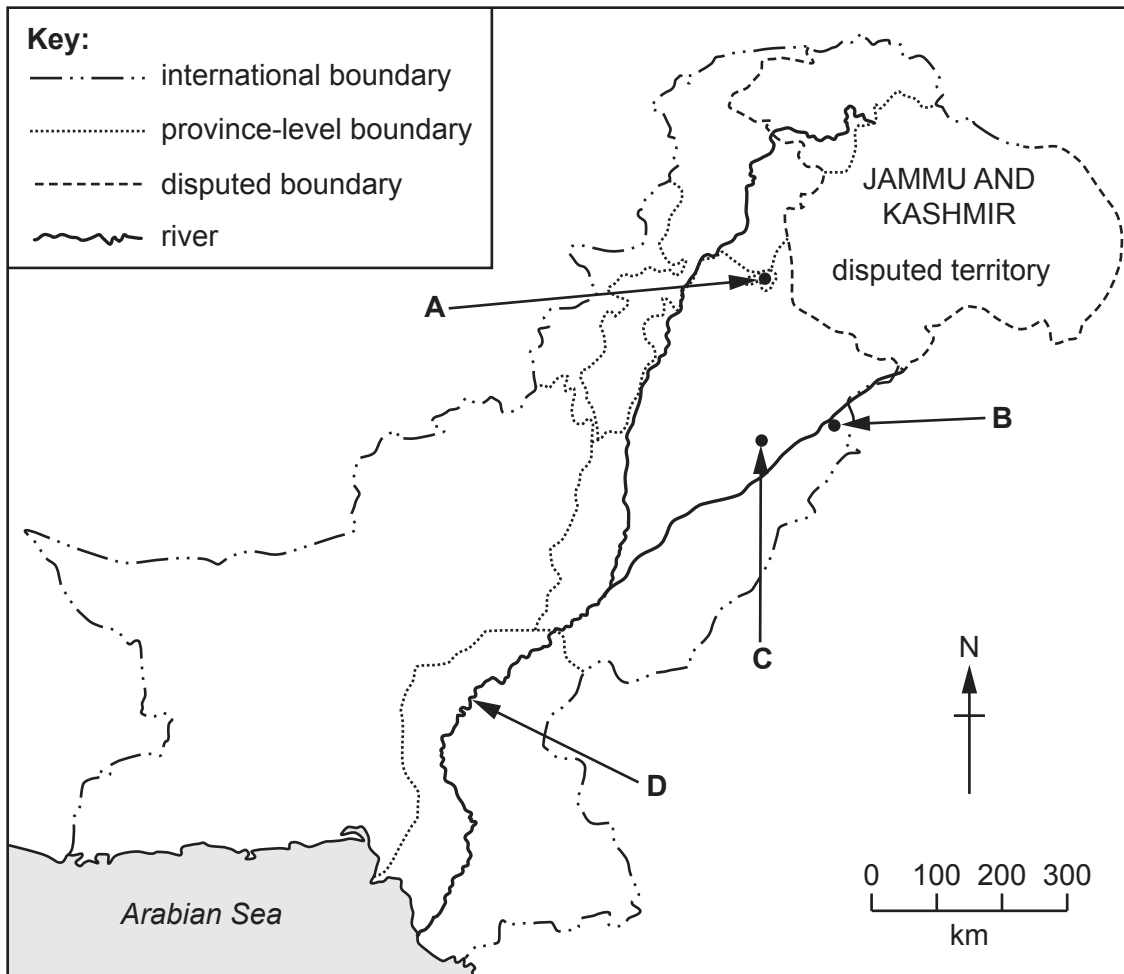 Key:
international boundary
province-level boundary
disputed boundary
river
JAMMU AND
KASHMIR
disputed territory
A
B
C
D
N
0 100 200 300
km
Arabian Sea